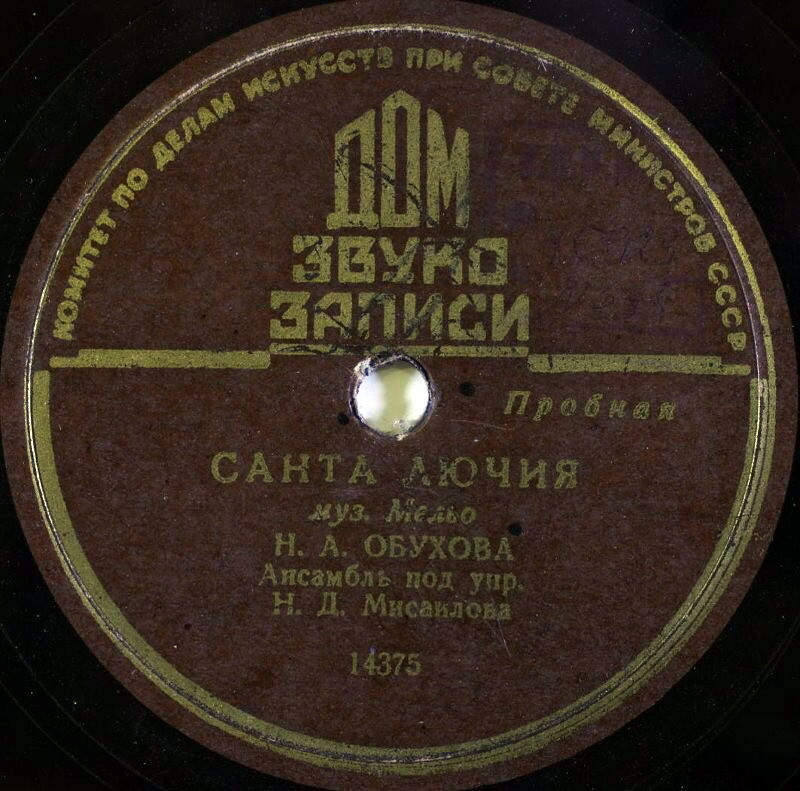 КОМИТЕТ ПО ДЕЛАМ ИСКУССТВ ПРИ СОВЕТЕ МИНИСТРОВ СССР
ДОМ
ЗВУКО
ЗАПИСИ
Пробная
САНТА ЛЮЧИЯ
муз. Мельо
Н. А. ОБУХОВА
Ансамбль под упр.
Н. Д. Мисаилова
14375